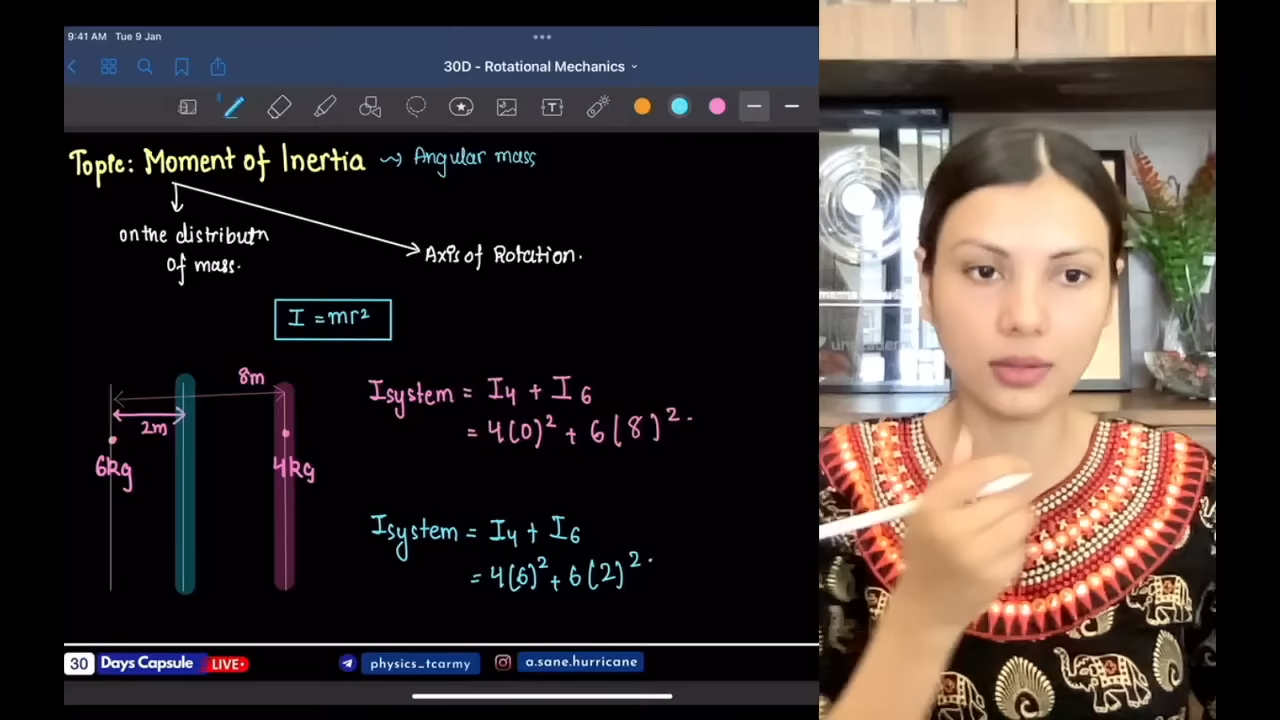 9:41 AM Tue 9 Jan
30D - Rotational Mechanics
Topic: Moment of Inertia ⤳ Angular mass
on the distributn
of mass.
Axis of Rotation.
I = mr²
8m
2m
6kg
4kg
Isystem = I4 + I6
= 4(0)² + 6(8)².
Isystem = I4 + I6
= 4(6)² + 6(2)².
30 Days Capsule LIVE
physics_tcarmy
a.sane.hurricane